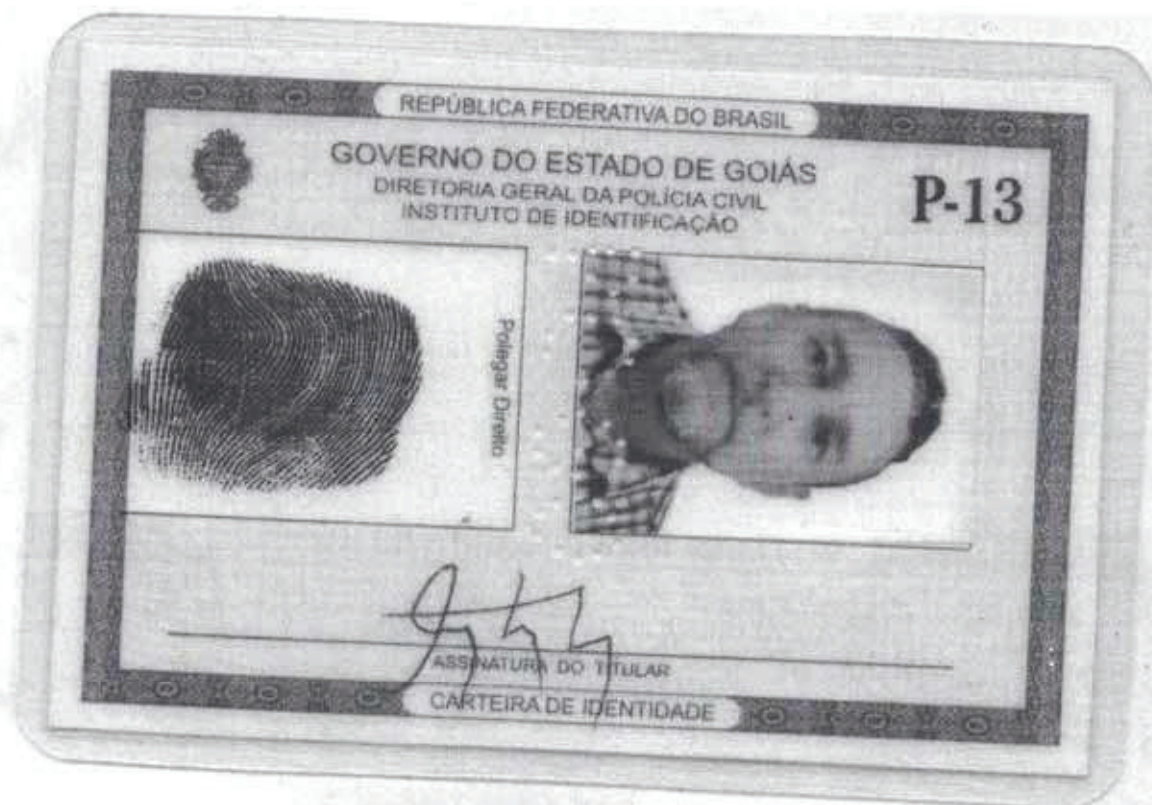 REPÚBLICA FEDERATIVA DO BRASIL
GOVERNO DO ESTADO DE GOIÁS
DIRETORIA GERAL DA POLÍCIA CIVIL
INSTITUTO DE IDENTIFICAÇÃO
P-13
Polegar Direito
ASSINATURA DO TITULAR
CARTEIRA DE IDENTIDADE